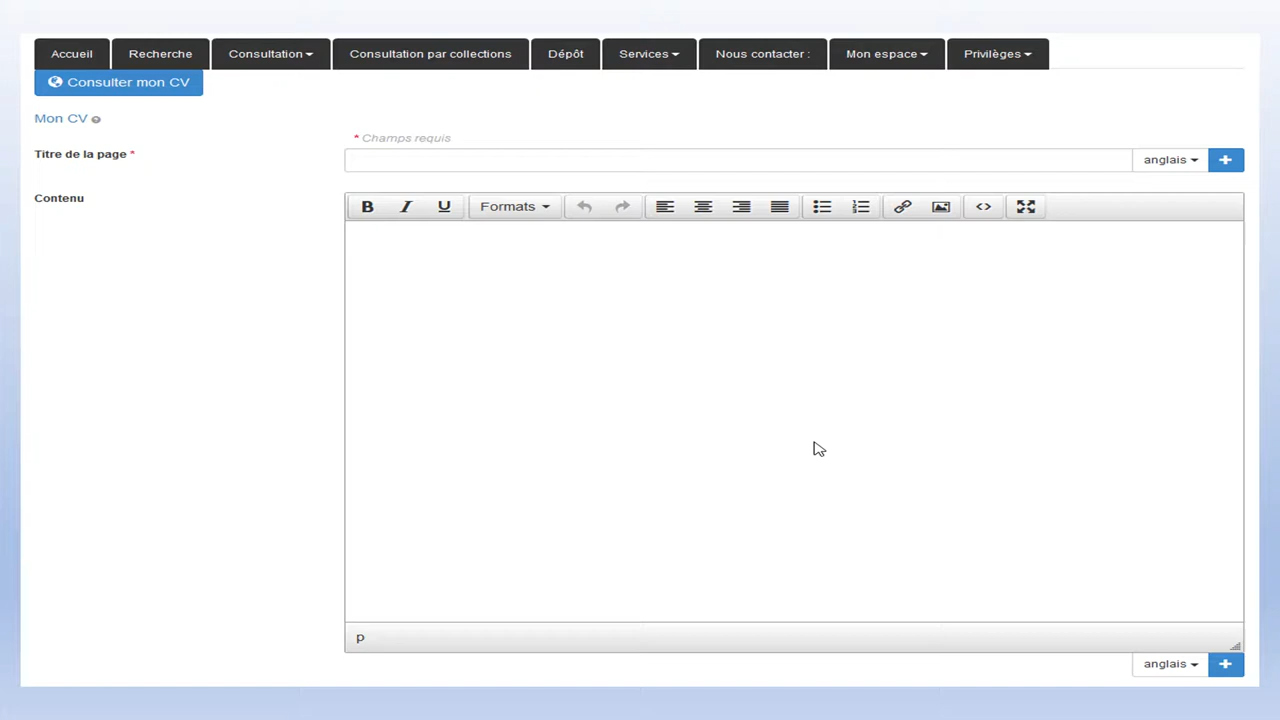 Accueil Recherche Consultation Consultation par collections Dépôt Services Nous contacter : Mon espace Privilèges
Consulter mon CV
Mon CV
* Champs requis
Titre de la page *
anglais
Contenu
B I U Formats
p
anglais